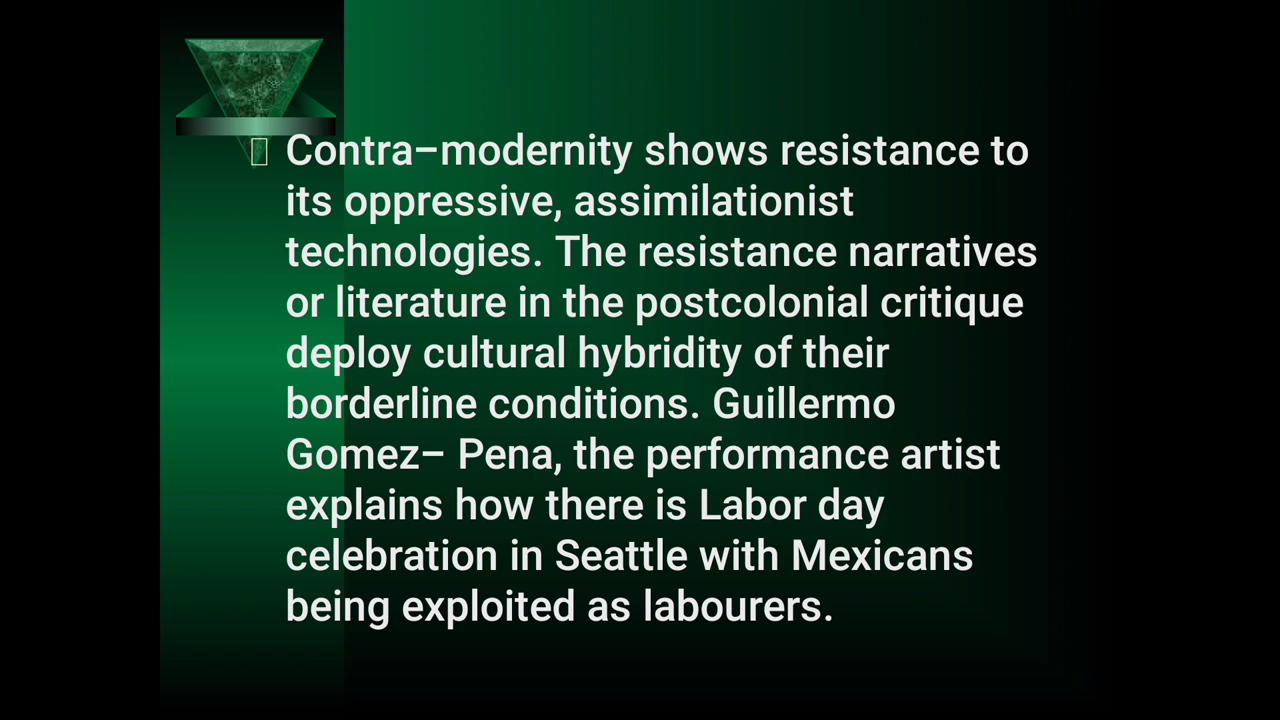 Contra–modernity shows resistance to
its oppressive, assimilationist
technologies. The resistance narratives
or literature in the postcolonial critique
deploy cultural hybridity of their
borderline conditions. Guillermo
Gomez– Pena, the performance artist
explains how there is Labor day
celebration in Seattle with Mexicans
being exploited as labourers.